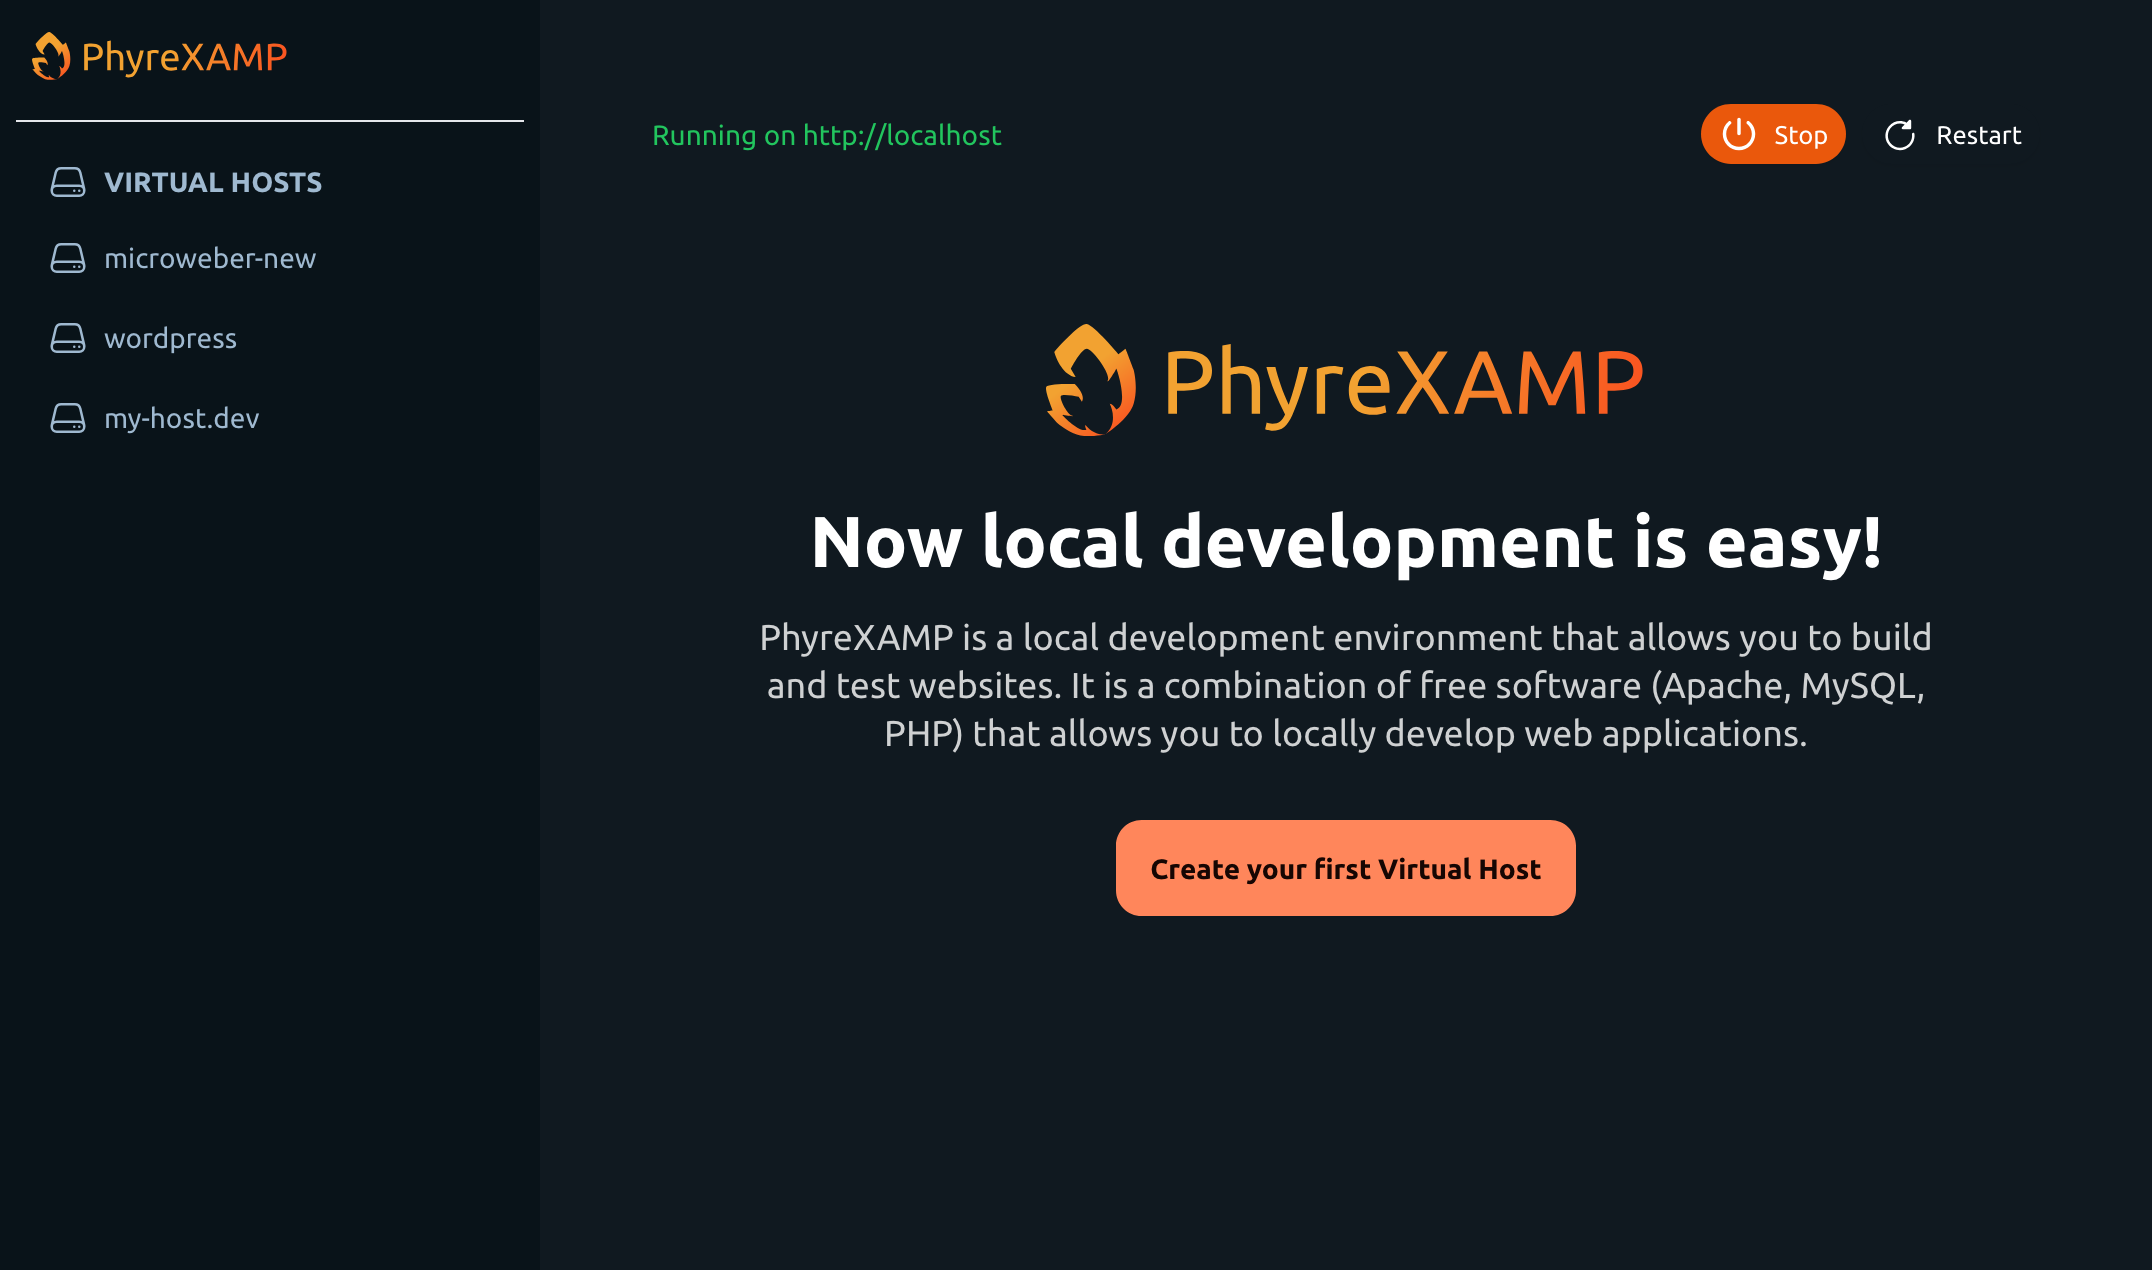 PhyreXAMP
VIRTUAL HOSTS
microweber-new
wordpress
my-host.dev
Running on http://localhost
Stop
Restart
PhyreXAMP
Now local development is easy!
PhyreXAMP is a local development environment that allows you to build
and test websites. It is a combination of free software (Apache, MySQL,
PHP) that allows you to locally develop web applications.
Create your first Virtual Host